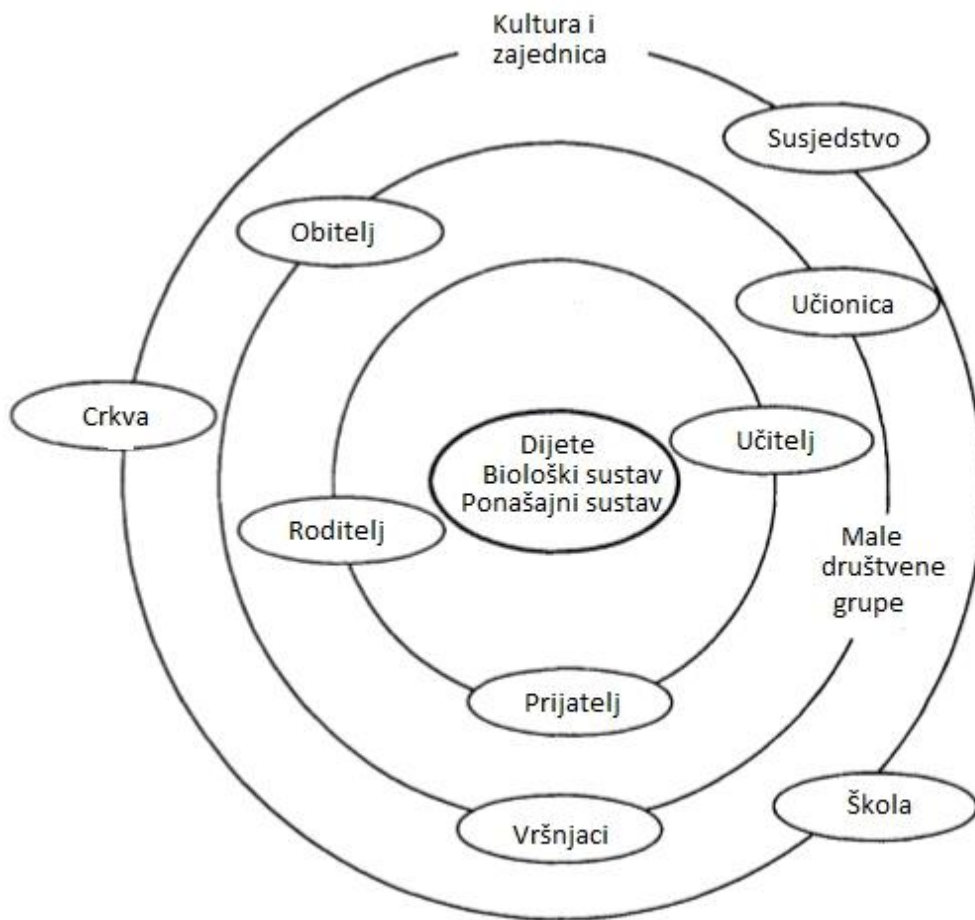 Kultura i
zajednica
Susjedstvo
Obitelj
Učionica
Crkva
Dijete
Biološki sustav
Ponašajni sustav
Učitelj
Roditelj
Male
društvene
grupe
Prijatelj
Vršnjaci
Škola